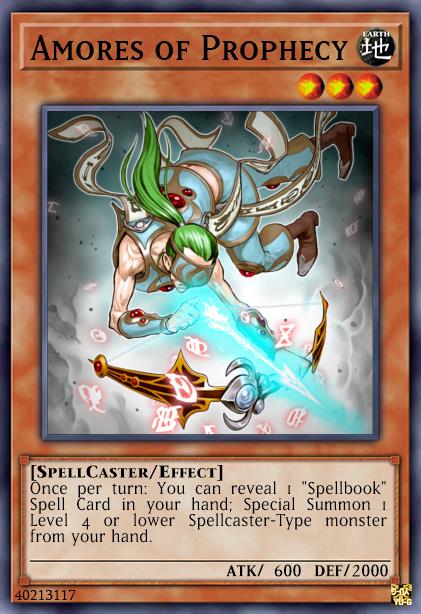 AMORES OF PROPHECY
EARTH
地
[SPELLCASTER/EFFECT]
Once per turn: You can reveal 1 "Spellbook"
Spell Card in your hand; Special Summon 1
Level 4 or lower Spellcaster-Type monster
from your hand.
ATK/ 600 DEF/2000
40213117